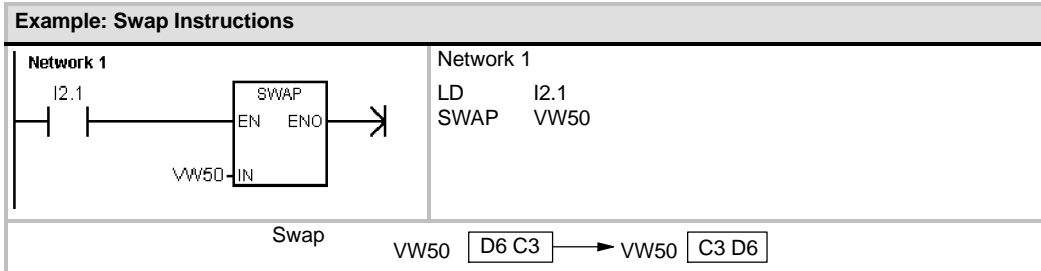 Example: Swap Instructions
Network 1
I2.1
SWAP
EN ENO
VW50 IN
Network 1
LD I2.1
SWAP VW50
Swap
VW50 D6 C3 VW50 C3 D6